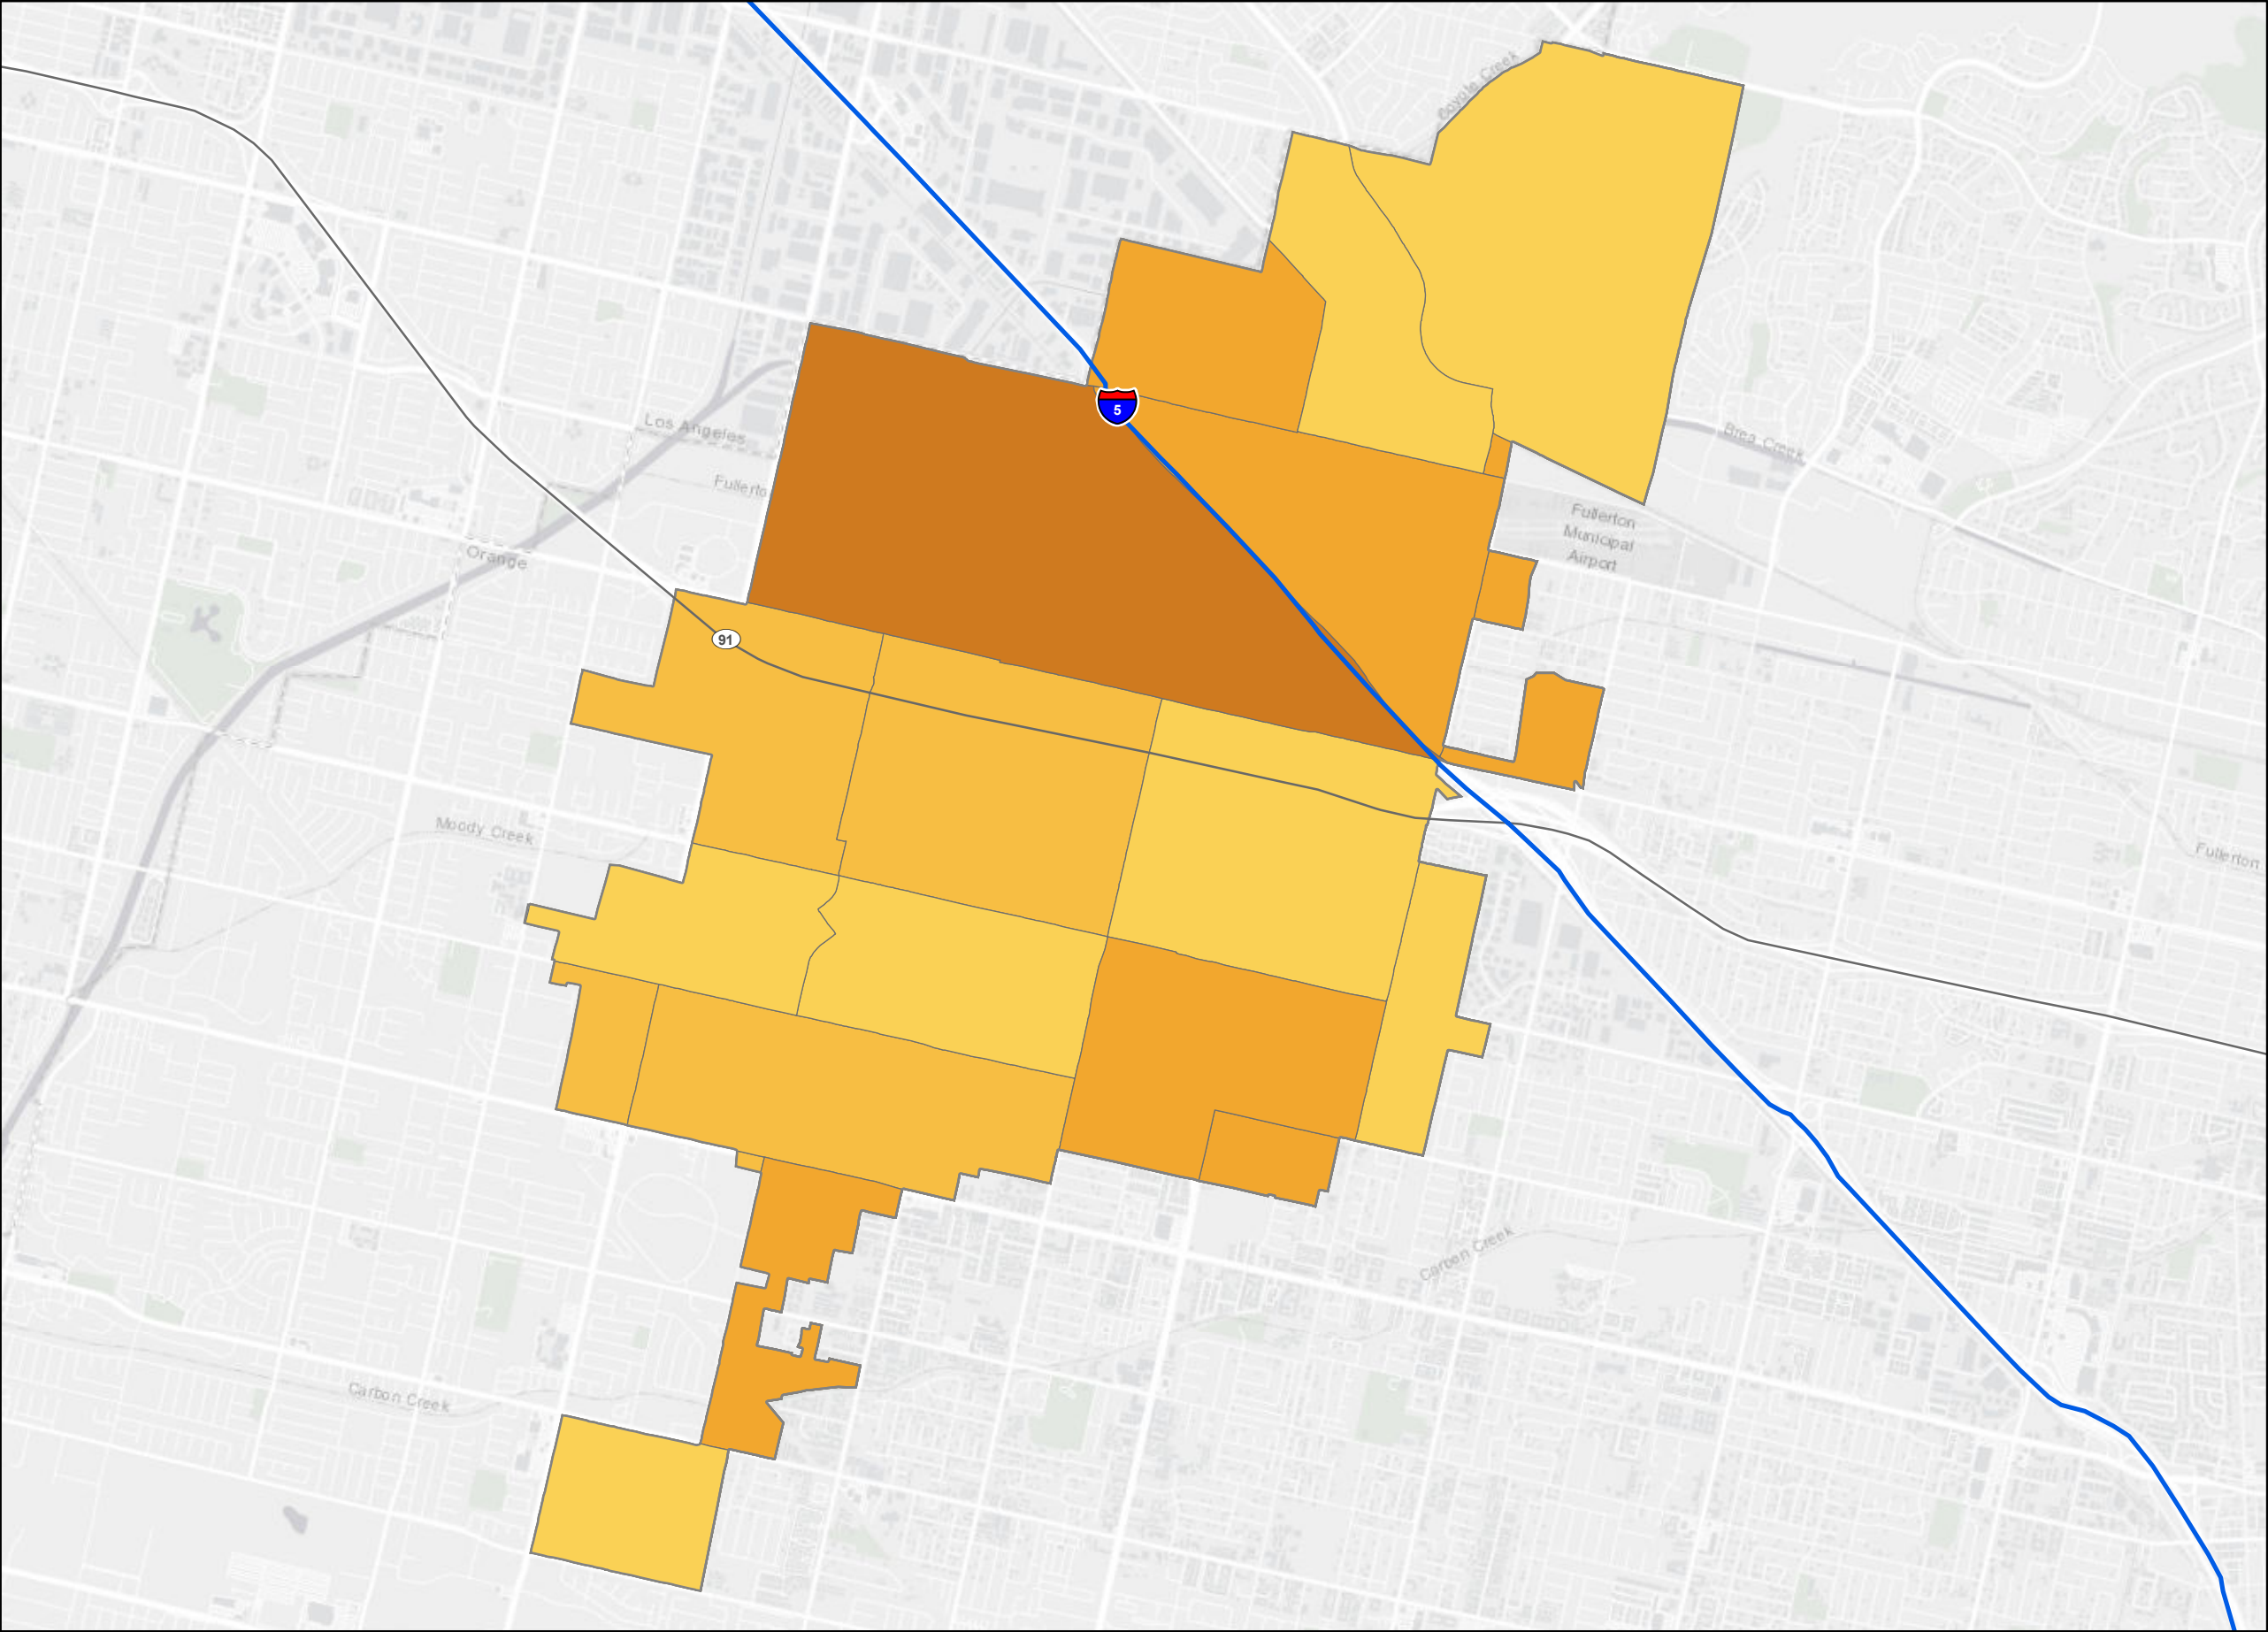 Coyote Creek
5
Los Angeles
Brea Creek
Fullerto
Fullerton
Municipal
Airport
Orange
91
Moody Creek
Fullerton
Carbon Creek
Carbon Creek